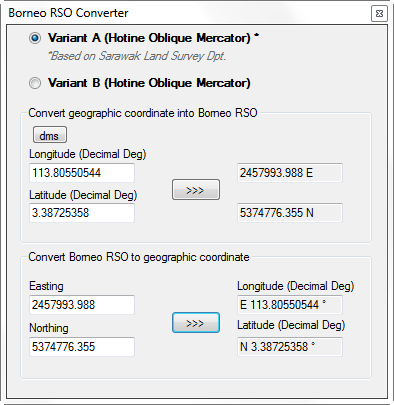 Borneo RSO Converter
Variant A (Hotine Oblique Mercator) *
*Based on Sarawak Land Survey Dpt.
Variant B (Hotine Oblique Mercator)
Convert geographic coordinate into Borneo RSO
dms
Longitude (Decimal Deg)
113.80550544 >>> 2457993.988 E
Latitude (Decimal Deg)
3.38725358 5374776.355 N
Convert Borneo RSO to geographic coordinate
Easting Longitude (Decimal Deg)
2457993.988 >>> E 113.80550544 °
Northing Latitude (Decimal Deg)
5374776.355 N 3.38725358 °